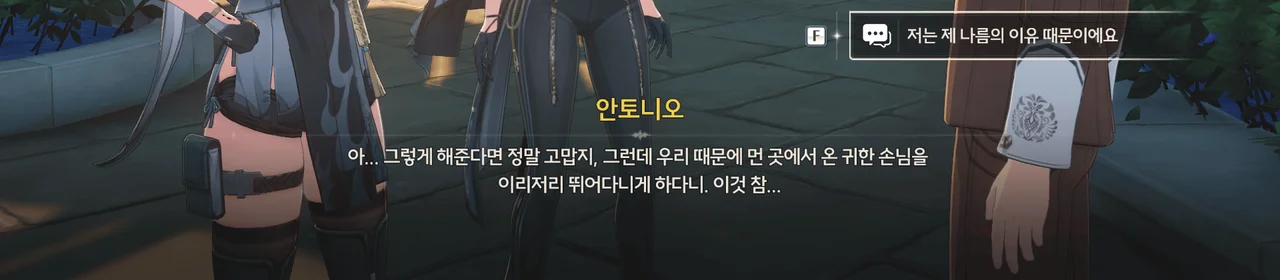 F
저는 제 나름의 이유 때문이에요
안토니오
아... 그렇게 해준다면 정말 고맙지, 그런데 우리 때문에 먼 곳에서 온 귀한 손님을
이리저리 뛰어다니게 하다니. 이것 참...